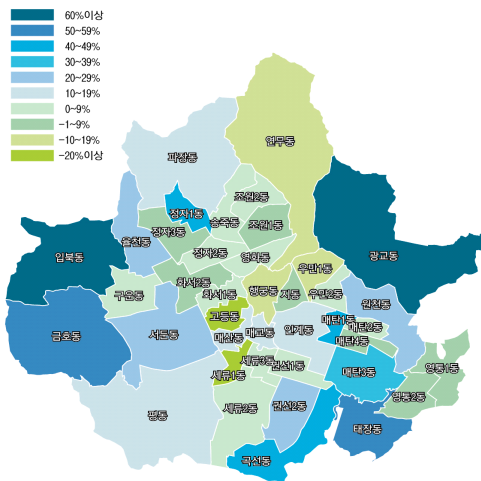 60%이상
50~59%
40~49%
30~39%
20~29%
10~19%
0~9%
-1~9%
-10~19%
-20%이상
연무동
파장동
조원2동
정자1동
송죽동
조원1동
정자3동
율천동
정자2동
영화동
입북동
광교동
우만1동
화서2동
구운동
화서1동
행궁동
지동
우만2동
원천동
고등동
매탄1동
매탄2동
금호동
서둔동
매산동
매교동
인계동
매탄4동
세류3동
권선1동
영통1동
세류1동
매탄3동
평동
세류2동
권선2동
영통2동
태장동
곡선동